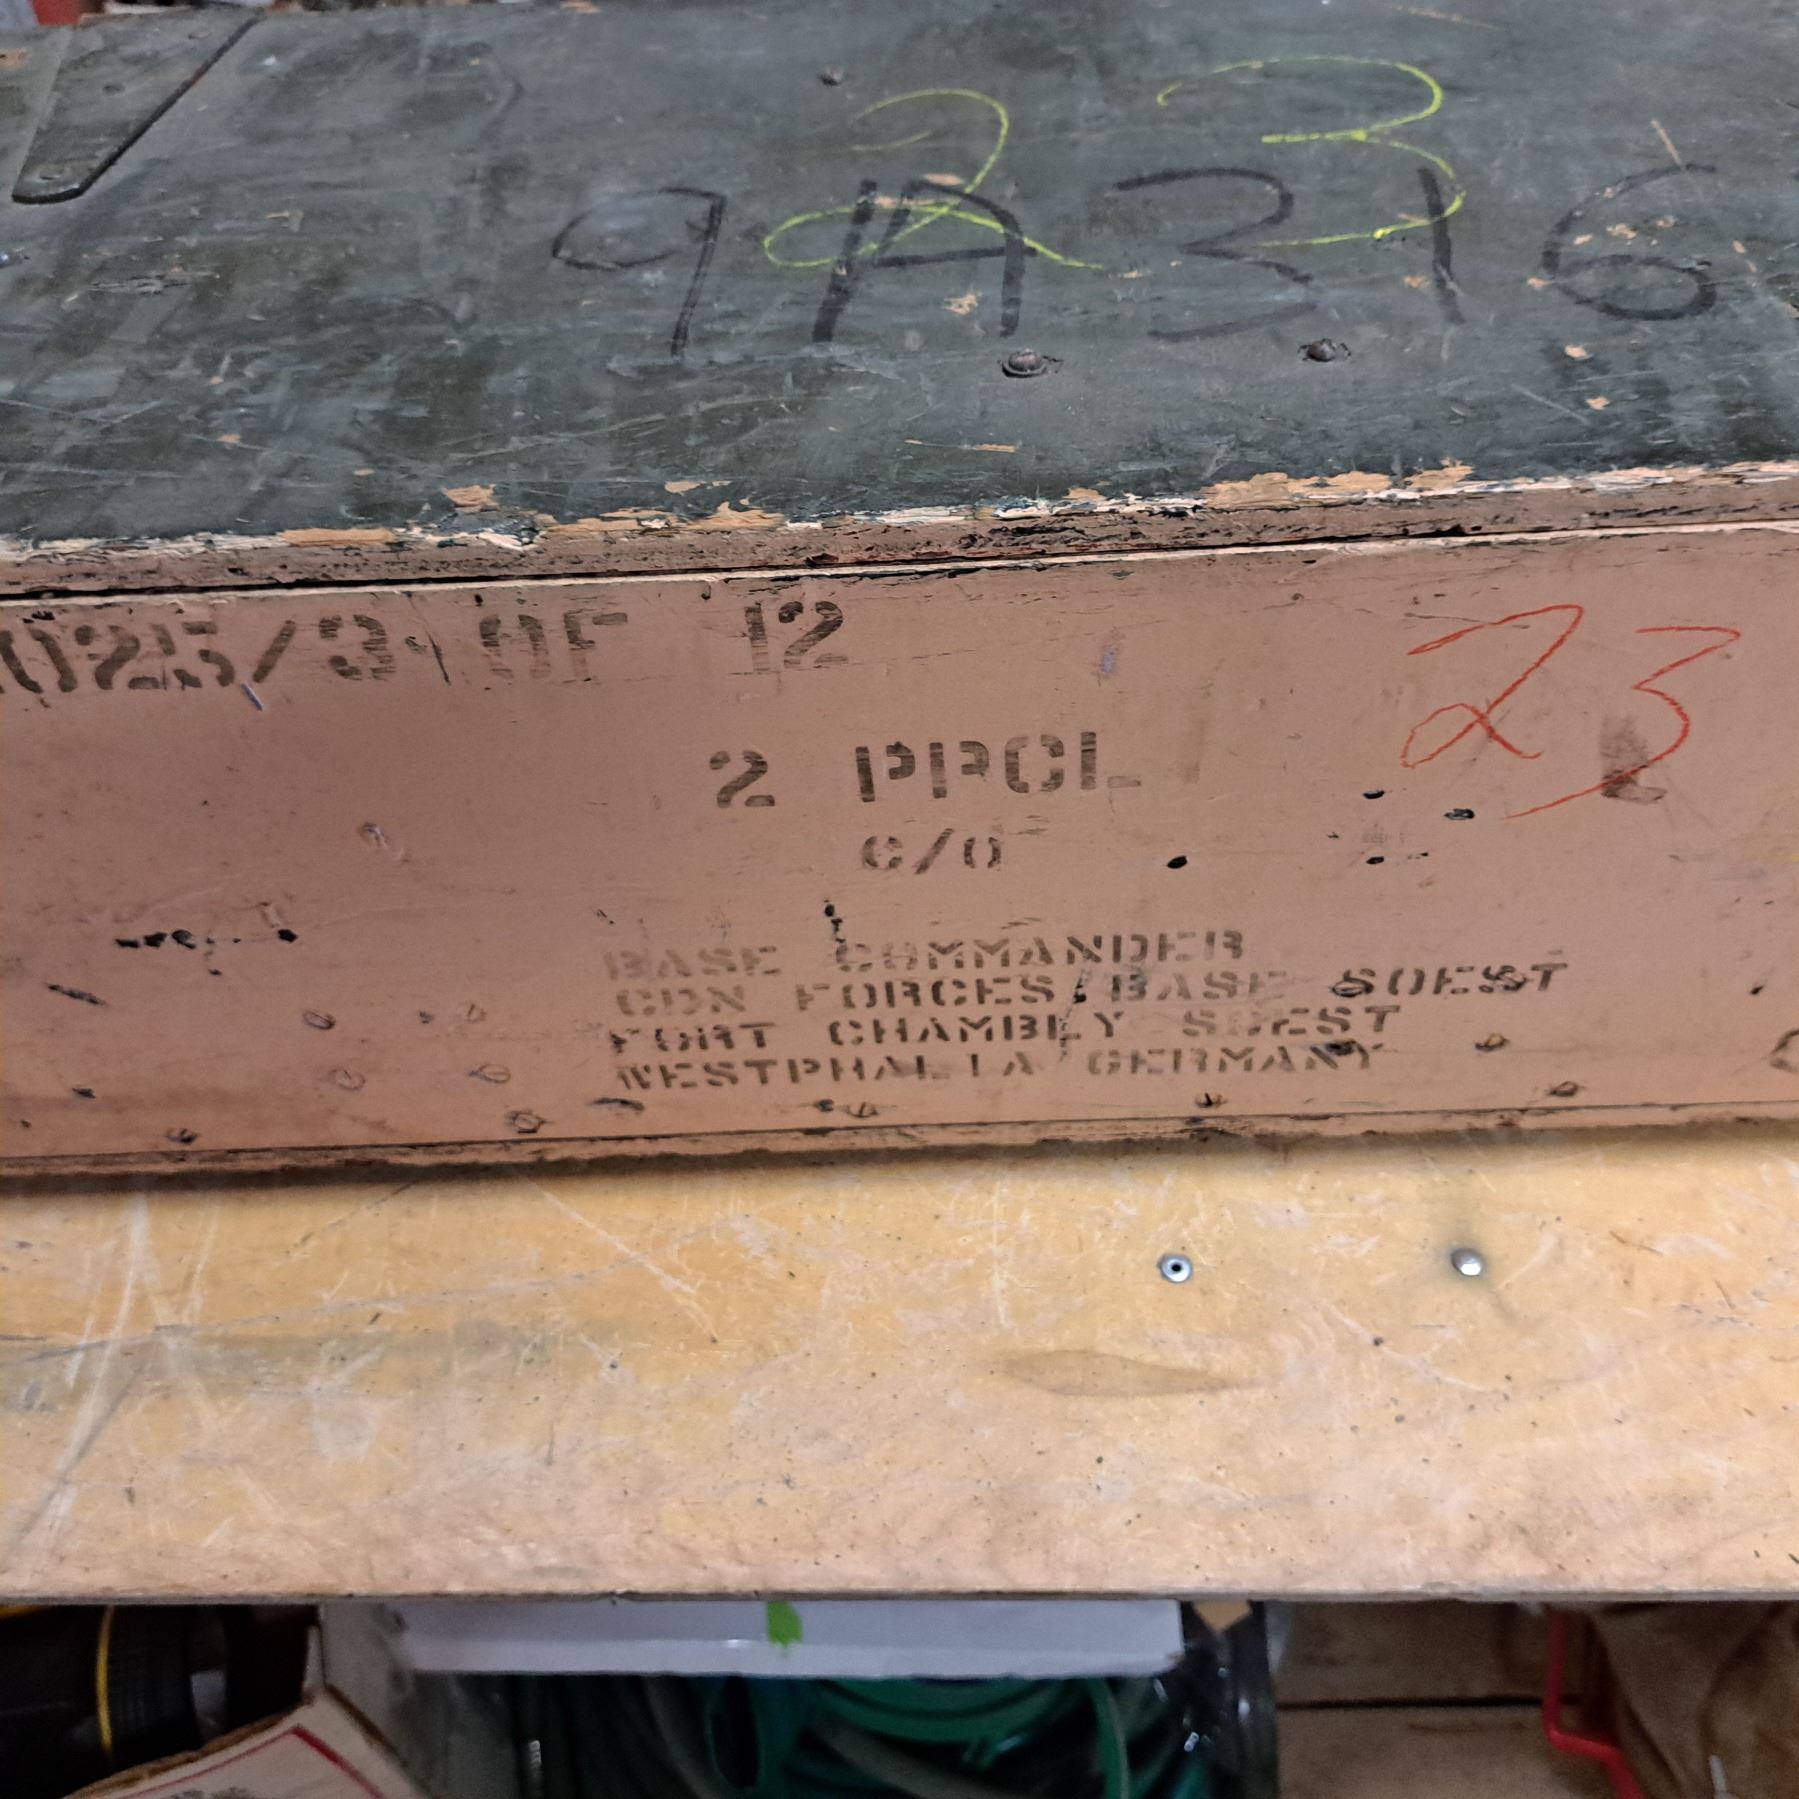 23
9A316
025/3 9F 12
23
2 PPCL
C/O
BASE COMMANDER
CDN FORCES BASE SOEST
FORT CHAMBLY SOEST
WESTPHALIA GERMANY